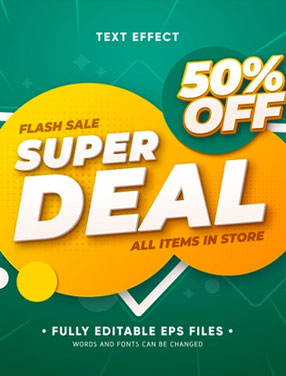 TEXT EFFECT
50%
OFF
FLASH SALE
SUPER
DEAL
ALL ITEMS IN STORE
• FULLY EDITABLE EPS FILES •
WORDS AND FONTS CAN BE CHANGED